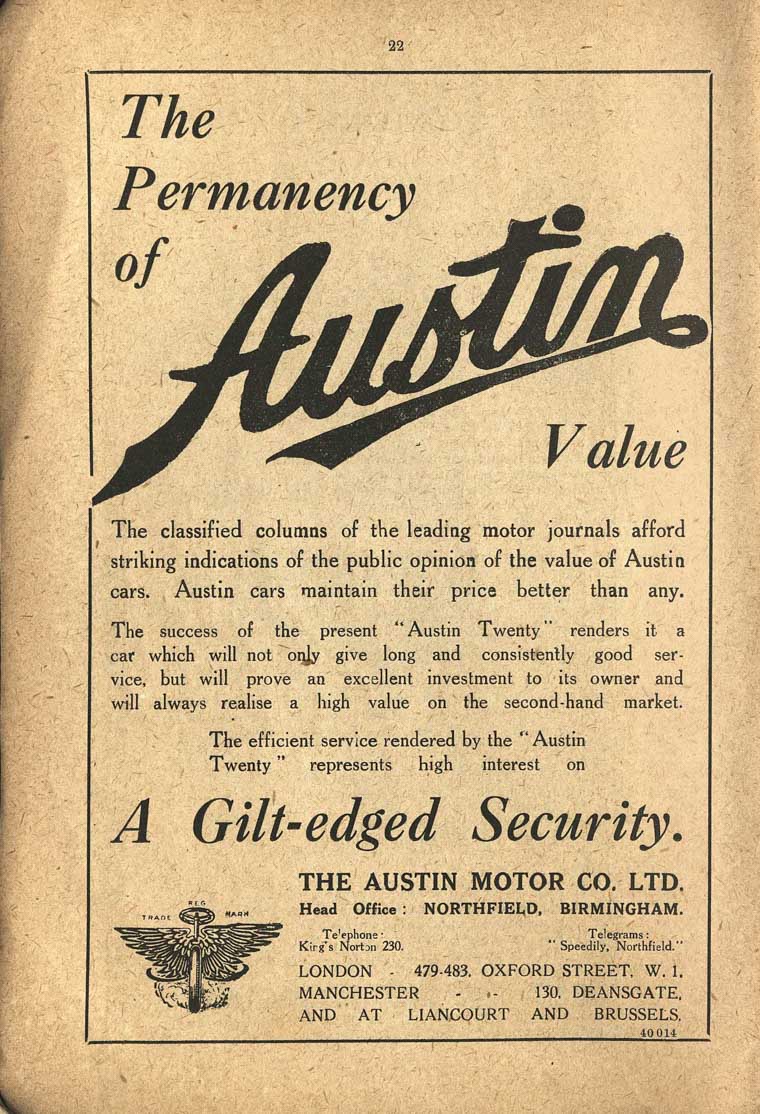 22
The
Permanency
of Austin
Value
The classified columns of the leading motor journals afford
striking indications of the public opinion of the value of Austin
cars. Austin cars maintain their price better than any.
The success of the present "Austin Twenty" renders it a
car which will not only give long and consistently good ser-
vice, but will prove an excellent investment to its owner and
will always realise a high value on the second-hand market.
The efficient service rendered by the "Austin
Twenty" represents high interest on
A Gilt-edged Security.
THE AUSTIN MOTOR CO. LTD.
Head Office: NORTHFIELD, BIRMINGHAM.
Telephone: Telegrams:
King's Norton 230. "Speedily, Northfield."
LONDON - 479-483, OXFORD STREET, W. 1,
MANCHESTER - - 130, DEANSGATE,
AND AT LIANCOURT AND BRUSSELS.
REG
TRADE MARK
40 014